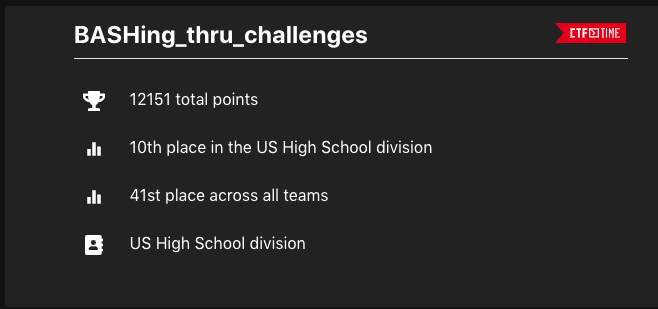 BASHing_thru_challenges
CTF TIME
12151 total points
10th place in the US High School division
41st place across all teams
US High School division